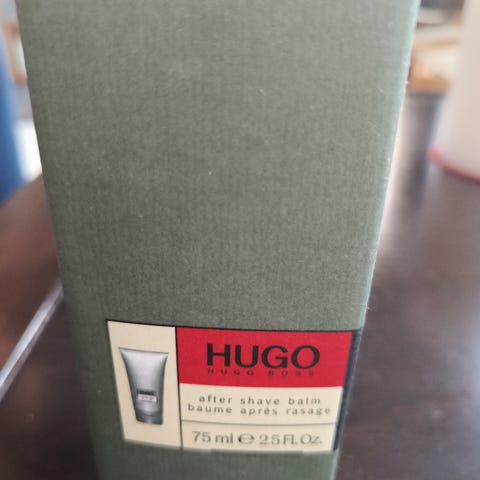 HUGO
HUGO BOSS
after shave balm
baume après rasage
75 ml ℮ 2.5 Fl. Oz.